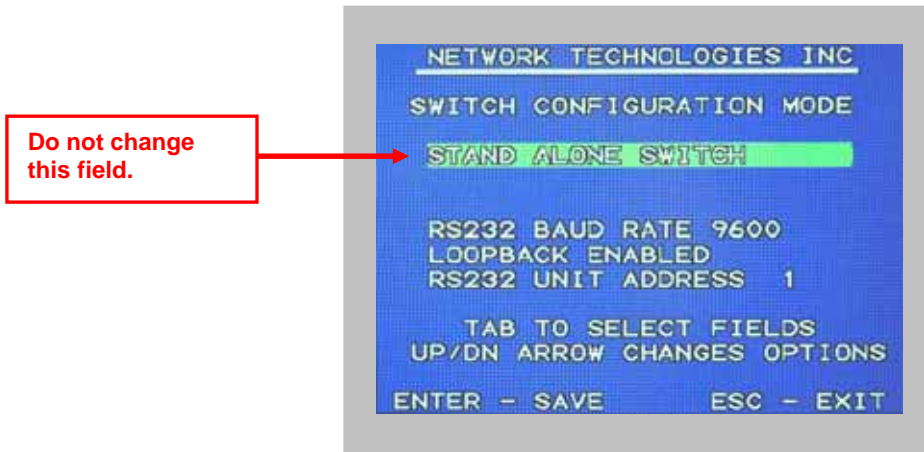 NETWORK TECHNOLOGIES INC
SWITCH CONFIGURATION MODE
Do not change
this field.
STAND ALONE SWITCH
RS232 BAUD RATE 9600
LOOPBACK ENABLED
RS232 UNIT ADDRESS 1
TAB TO SELECT FIELDS
UP/DN ARROW CHANGES OPTIONS
ENTER - SAVE ESC - EXIT